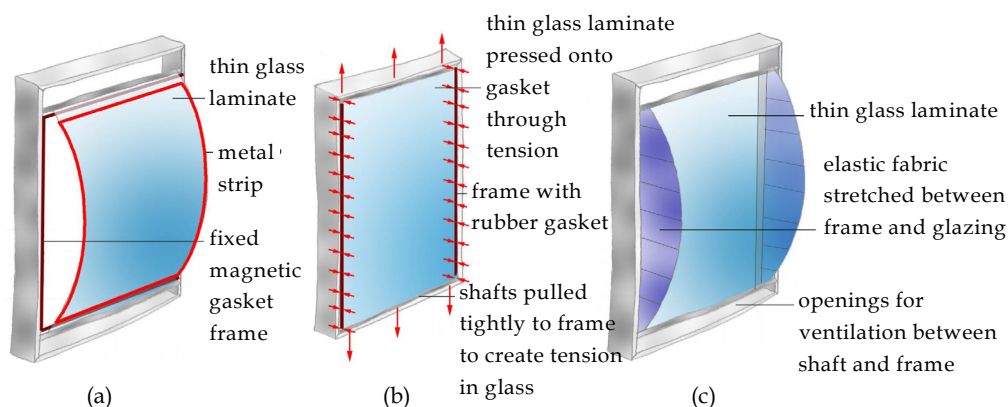 thin glass
laminate
metal
strip
fixed
magnetic
gasket
frame
(a)
thin glass laminate
pressed onto
gasket
through
tension
frame with
rubber gasket
shafts pulled
tightly to frame
to create tension
in glass
(b)
thin glass laminate
elastic fabric
stretched between
frame and glazing
openings for
ventilation between
shaft and frame
(c)